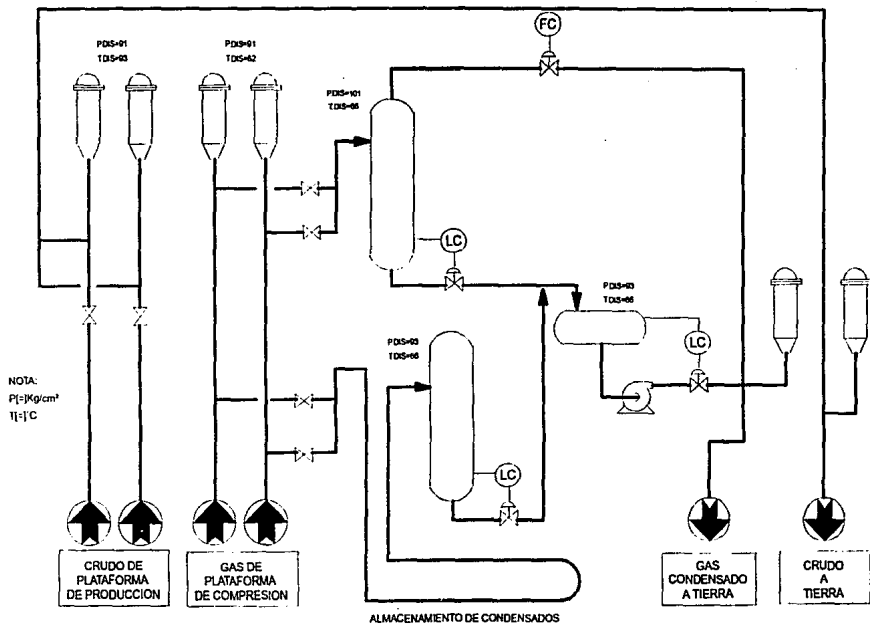 PDIS=91
TDIS=93
PDIS=91
TDIS=62
FC
PDIS=101
TDIS=66
LC
PDIS=93
TDIS=66
LC
PDIS=93
TDIS=66
NOTA:
P[=]Kg/cm²
T[=]°C
LC
CRUDO DE
PLATAFORMA
DE PRODUCCION
GAS DE
PLATAFORMA
DE COMPRESION
GAS
CONDENSADO
A TIERRA
CRUDO
A
TIERRA
ALMACENAMIENTO DE CONDENSADOS